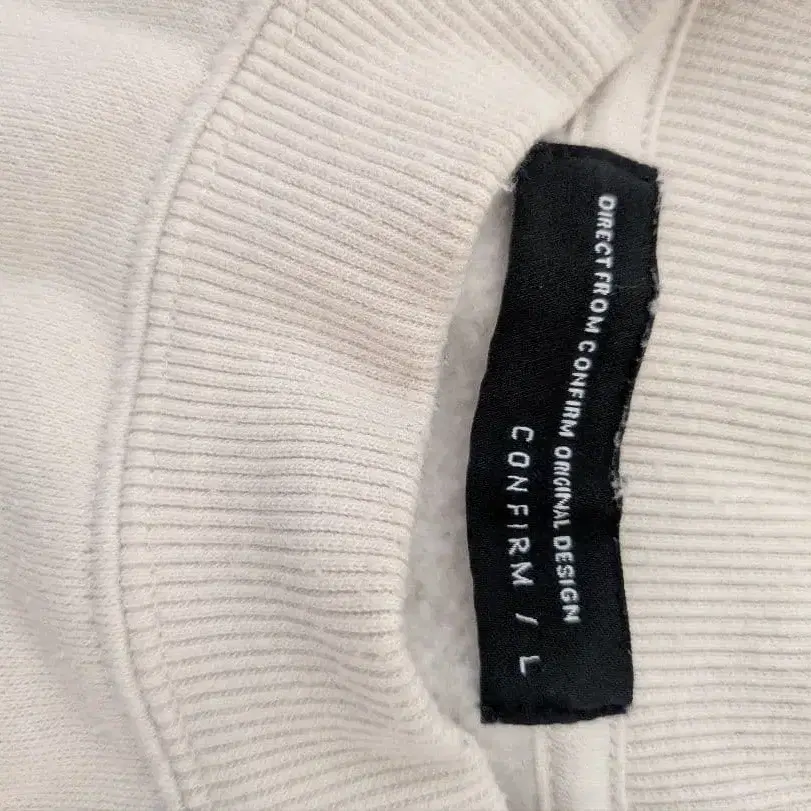 DIRECT FROM CONFIRM ORIGINAL DESIGN
CONFIRM / L